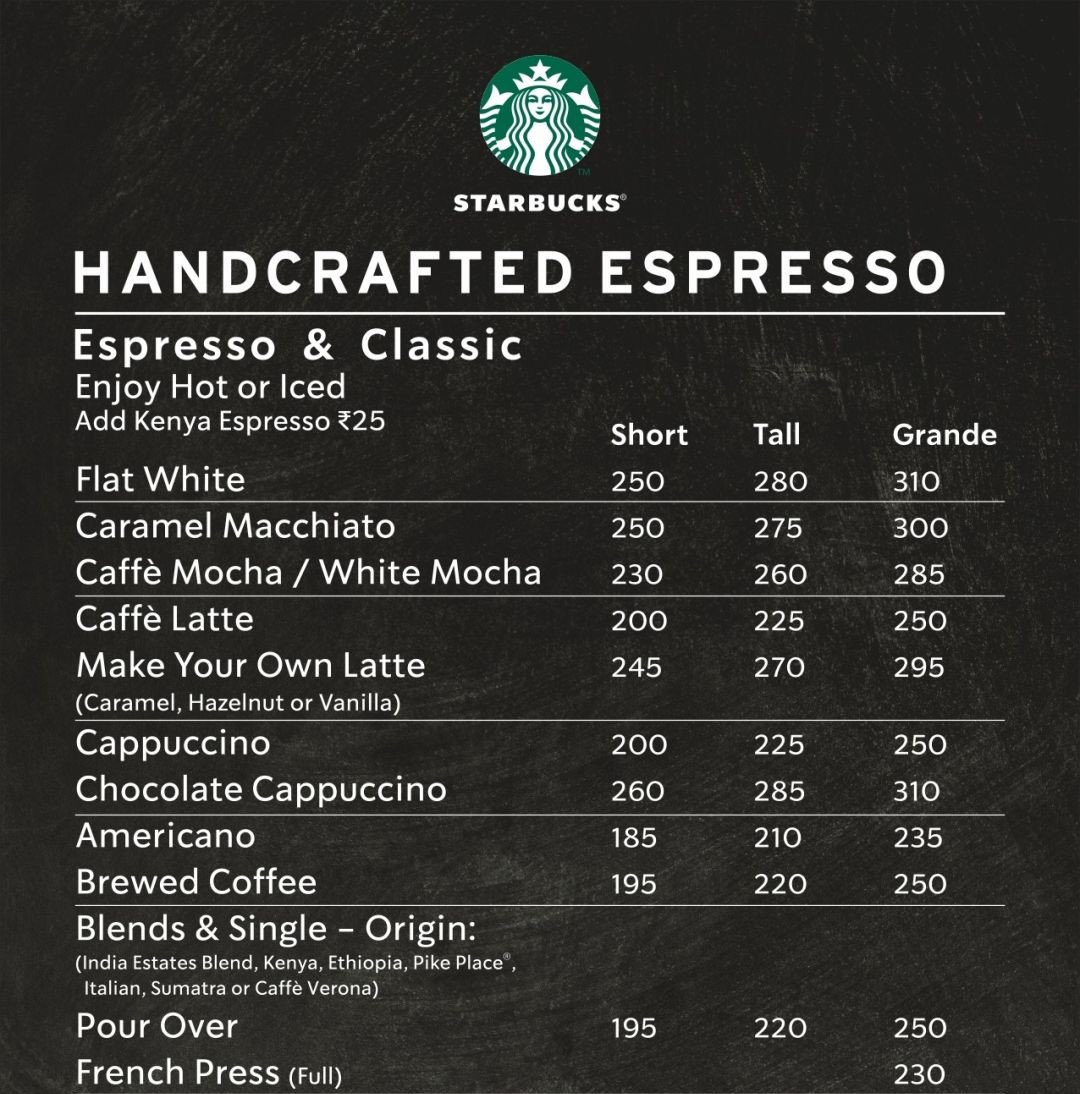 TM
STARBUCKS®
HANDCRAFTED ESPRESSO
Espresso & Classic
Enjoy Hot or Iced
Add Kenya Espresso ₹25
Short Tall Grande
Flat White 250 280 310
Caramel Macchiato 250 275 300
Caffè Mocha / White Mocha 230 260 285
Caffè Latte 200 225 250
Make Your Own Latte 245 270 295
(Caramel, Hazelnut or Vanilla)
Cappuccino 200 225 250
Chocolate Cappuccino 260 285 310
Americano 185 210 235
Brewed Coffee 195 220 250
Blends & Single – Origin:
(India Estates Blend, Kenya, Ethiopia, Pike Place®,
Italian, Sumatra or Caffè Verona)
Pour Over 195 220 250
French Press (Full) 230